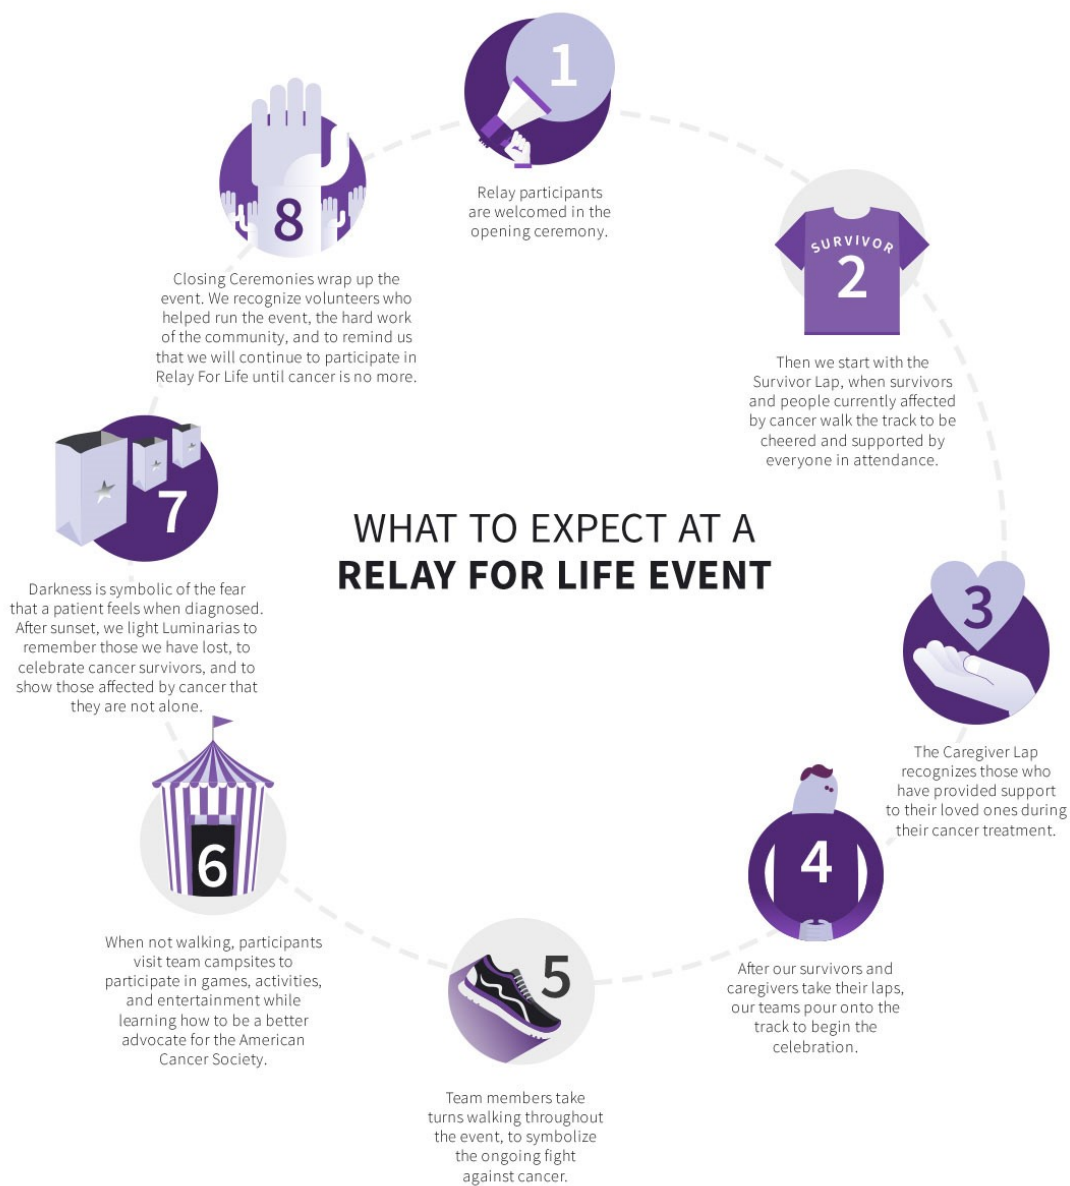 WHAT TO EXPECT AT A
RELAY FOR LIFE EVENT
1
Relay participants
are welcomed in the
opening ceremony.
SURVIVOR
2
Then we start with the
Survivor Lap, when survivors
and people currently affected
by cancer walk the track to be
cheered and supported by
everyone in attendance.
3
The Caregiver Lap
recognizes those who
have provided support
to their loved ones during
their cancer treatment.
4
After our survivors and
caregivers take their laps,
our teams pour onto the
track to begin the
celebration.
5
Team members take
turns walking throughout
the event, to symbolize
the ongoing fight
against cancer.
6
When not walking, participants
visit team campsites to
participate in games, activities,
and entertainment while
learning how to be a better
advocate for the American
Cancer Society.
7
Darkness is symbolic of the fear
that a patient feels when diagnosed.
After sunset, we light Luminarias to
remember those we have lost, to
celebrate cancer survivors, and to
show those affected by cancer that
they are not alone.
8
Closing Ceremonies wrap up the
event. We recognize volunteers who
helped run the event, the hard work
of the community, and to remind us
that we will continue to participate in
Relay For Life until cancer is no more.